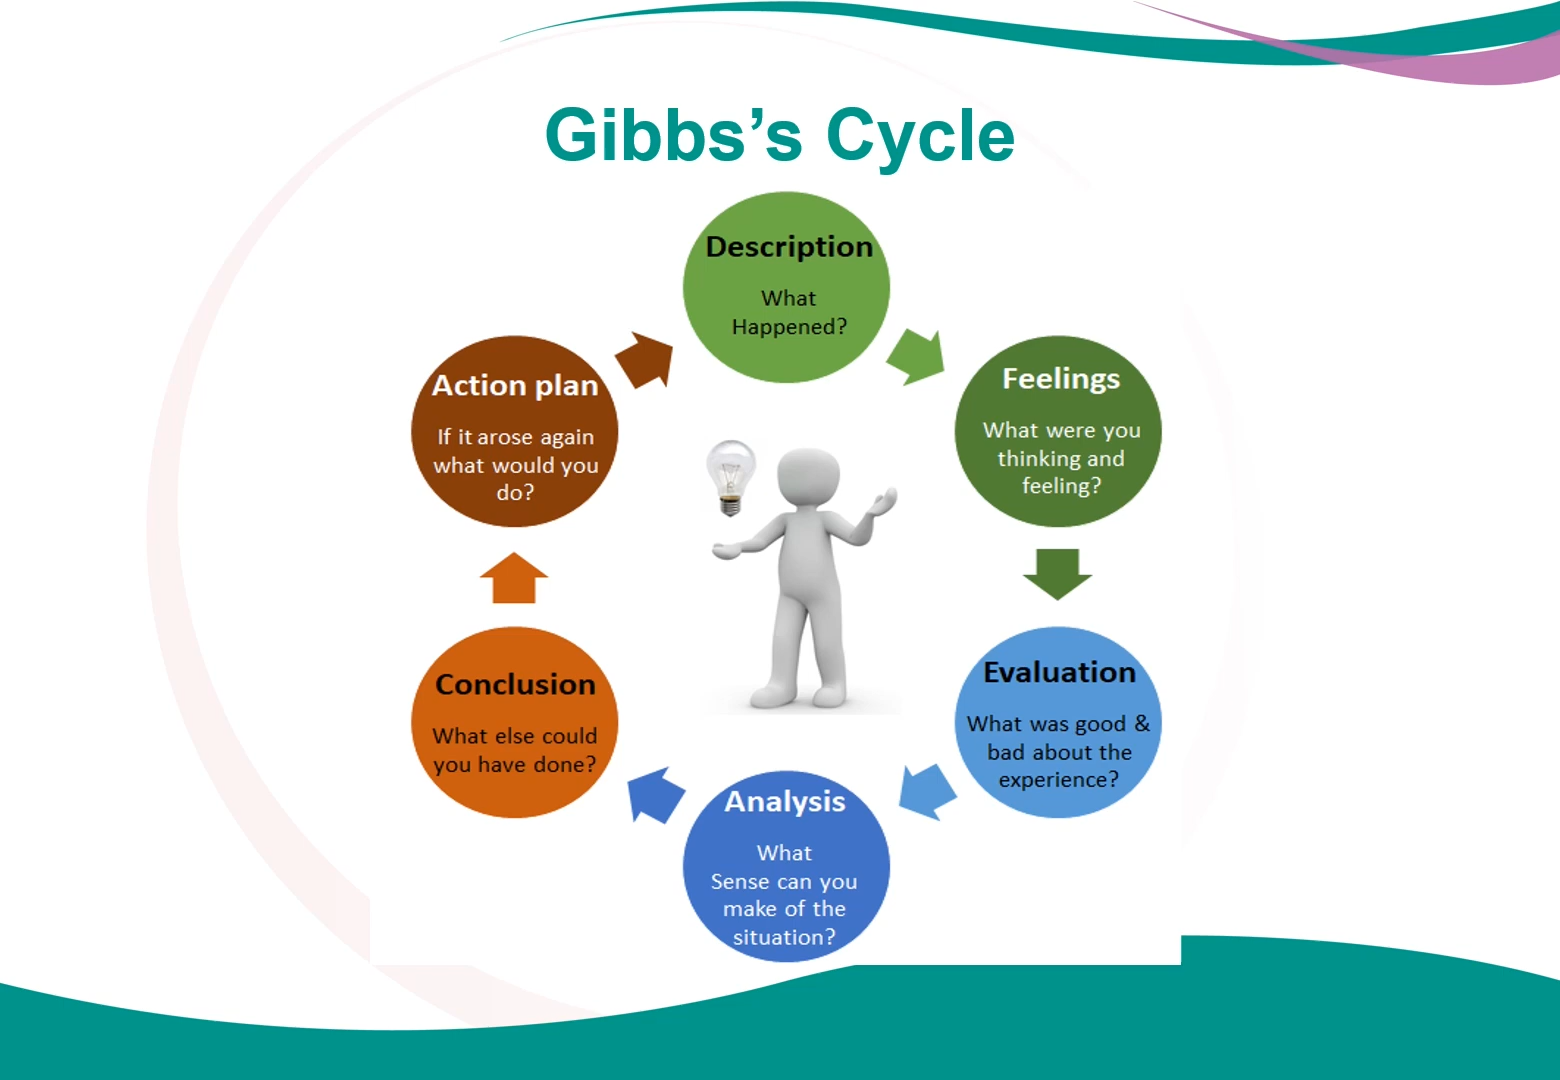 Gibbs’s Cycle
Description
What
Happened?
Feelings
What were you
thinking and
feeling?
Evaluation
What was good &
bad about the
experience?
Analysis
What
Sense can you
make of the
situation?
Conclusion
What else could
you have done?
Action plan
If it arose again
what would you
do?